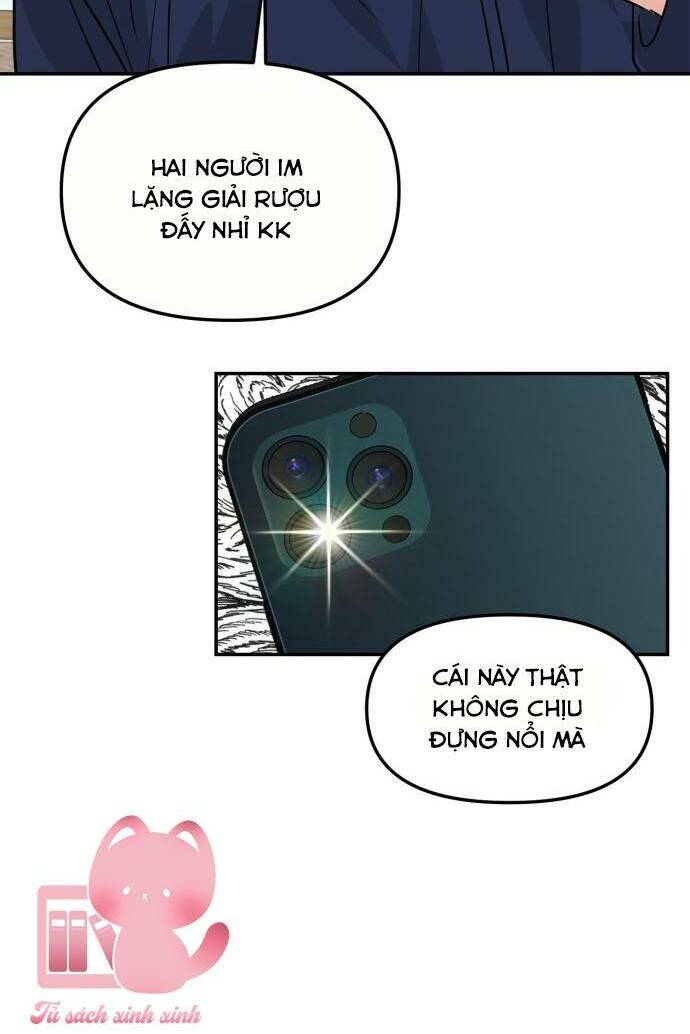 HAI NGƯỜI IM
LẶNG GIẢI RƯỢU
ĐẤY NHỈ KK
CÁI NÀY THẬT
KHÔNG CHỊU
ĐỰNG NỔI MÀ
Tủ sách xinh xinh